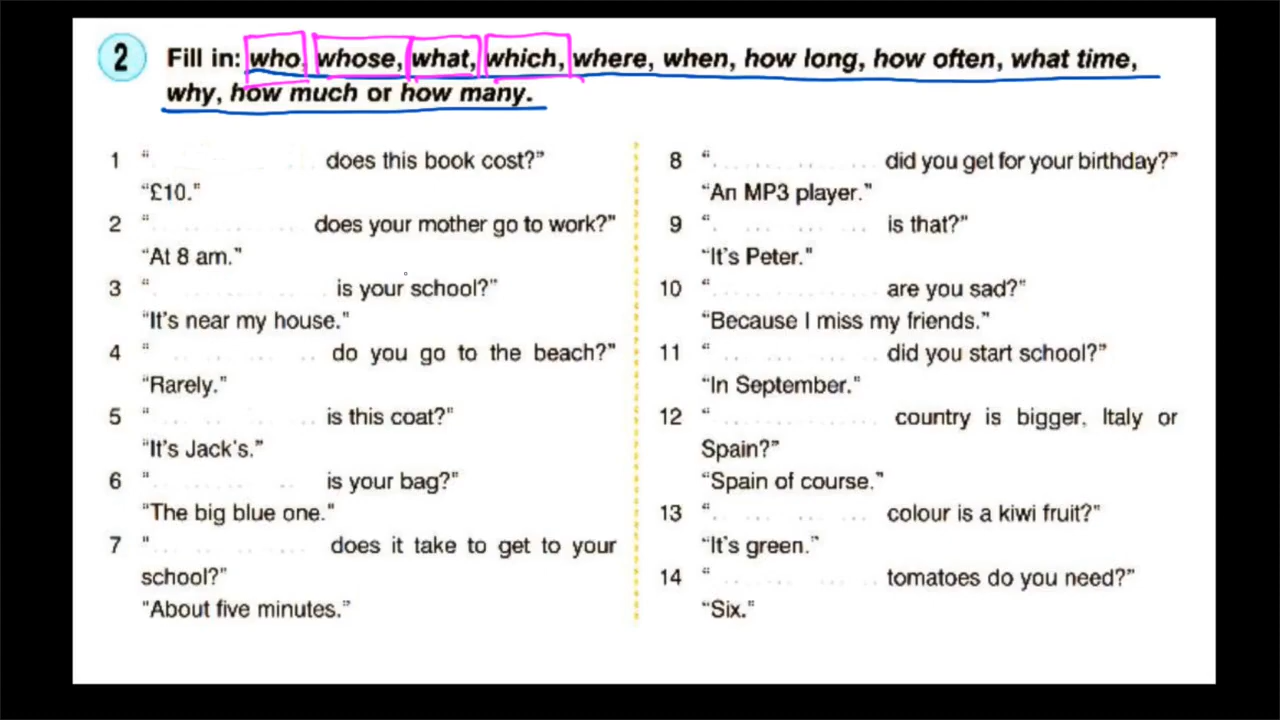 2 Fill in: who, whose, what, which, where, when, how long, how often, what time,
why, how much or how many.
1 ".......... does this book cost?"
"£10."
2 ".......... does your mother go to work?"
"At 8 am."
3 ".......... is your school?"
"It's near my house."
4 ".......... do you go to the beach?"
"Rarely."
5 ".......... is this coat?"
"It's Jack's."
6 ".......... is your bag?"
"The big blue one."
7 ".......... does it take to get to your
school?"
"About five minutes."
8 ".......... did you get for your birthday?"
"An MP3 player."
9 ".......... is that?"
"It's Peter."
10 ".......... are you sad?"
"Because I miss my friends."
11 ".......... did you start school?"
"In September."
12 ".......... country is bigger, Italy or
Spain?"
"Spain of course."
13 ".......... colour is a kiwi fruit?"
"It's green."
14 ".......... tomatoes do you need?"
"Six."